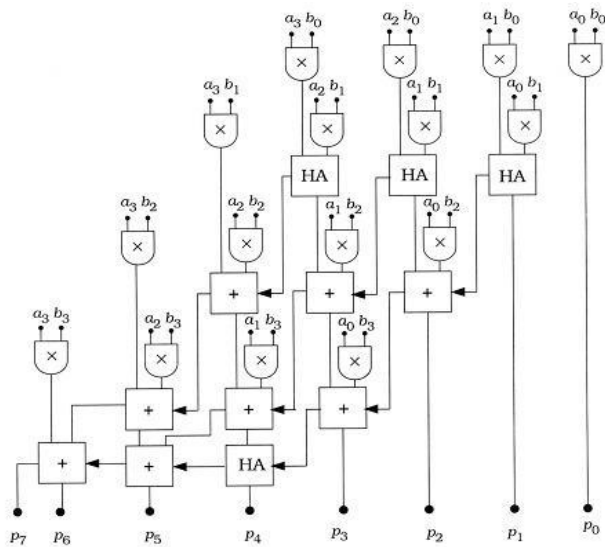 a₃ b₀ a₂ b₀ a₁ b₀ a₀ b₀
× × × ×
a₃ b₁ a₂ b₁ a₁ b₁ a₀ b₁
× × × ×
HA HA HA
a₃ b₂ a₂ b₂ a₁ b₂ a₀ b₂
× × × ×
+ + +
a₃ b₃ a₂ b₃ a₁ b₃ a₀ b₃
× × × ×
+ + +
+ + HA
p₇ p₆ p₅ p₄ p₃ p₂ p₁ p₀